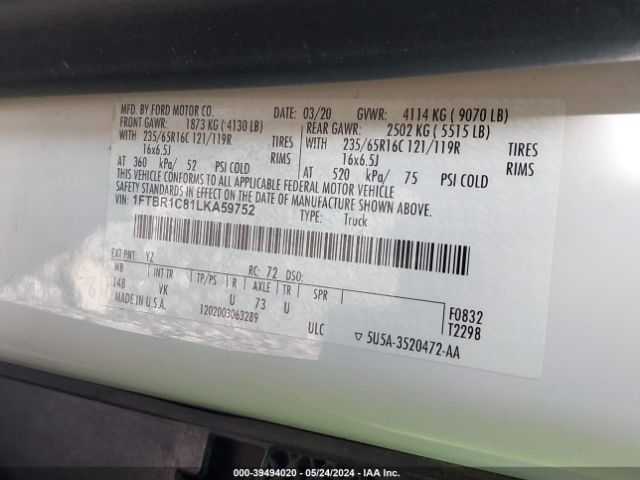 MFD. BY FORD MOTOR CO.
DATE: 03/20 GVWR: 4114 KG ( 9070 LB)
FRONT GAWR: 1873 KG ( 4130 LB)
REAR GAWR: 2502 KG ( 5515 LB)
WITH 235/65R16C 121/119R TIRES
WITH 235/65R16C 121/119R TIRES
16x6.5J RIMS
16x6.5J RIMS
AT 360 kPa/ 52 PSI COLD
AT 520 kPa/ 75 PSI COLD
THIS VEHICLE CONFORMS TO ALL APPLICABLE FEDERAL MOTOR VEHICLE
SAFETY STANDARDS IN EFFECT ON THE DATE OF MANUFACTURE SHOWN ABOVE.
VIN: 1FTBR1C81LKA59752
TYPE: Truck
EXT PNT: YZ RC: 72 DSO:
WB INT TR TP/PS R AXLE TR SPR
148 VK U 73 U
F0832
T2298
MADE IN U.S.A. 1202003063289 ULC
▽ 5U5A-3520472-AA
000-39494020 - 05/24/2024 - IAA Inc.